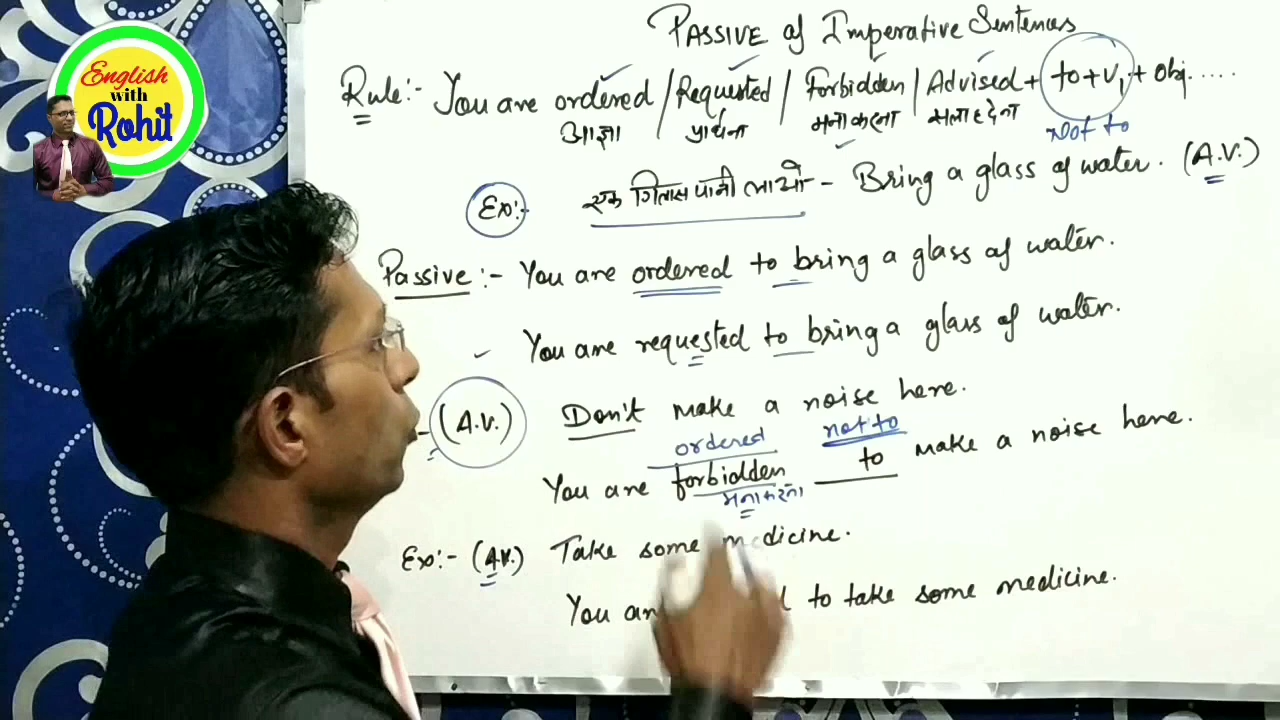 English
with
Rohit
PASSIVE of Imperative Sentences
Rule:- You are ordered / Requested / Forbidden / Advised + to + V1 + Obj.....
आज्ञा प्रार्थना मना करना सलाह देना Not to
Ex:- एक गिलास पानी लाओ - Bring a glass of water. (A.V.)
Passive :- You are ordered to bring a glass of water.
You are requested to bring a glass of water.
(A.V.) Don't make a noise here.
ordered not to
You are forbidden to make a noise here.
मना करना
Ex:- (A.V.) Take some medicine.
You are to take some medicine.